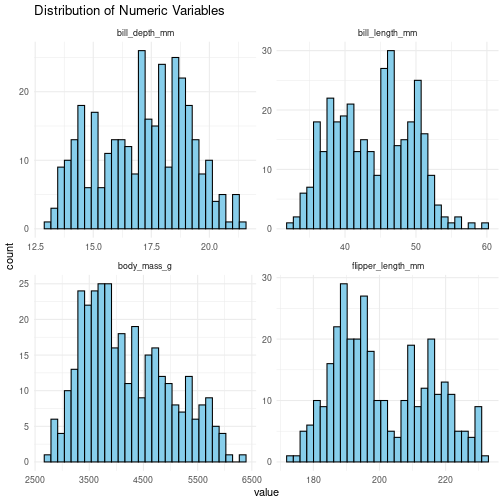 Distribution of Numeric Variables
bill_depth_mm
bill_length_mm
20
10
0
12.5 15.0 17.5 20.0
30
20
10
0
40 50 60
count
body_mass_g
flipper_length_mm
25
20
15
10
5
0
2500 3500 4500 5500 6500
30
20
10
0
180 200 220
value